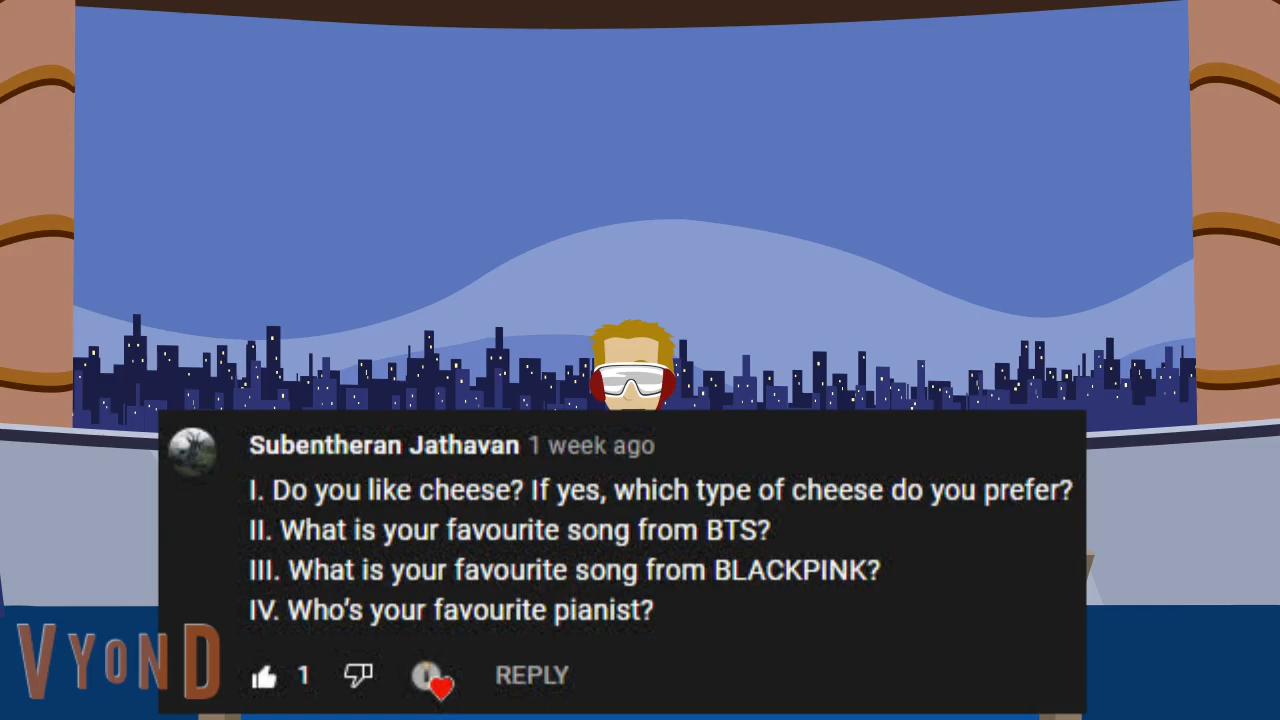 Subentheran Jathavan 1 week ago
I. Do you like cheese? If yes, which type of cheese do you prefer?
II. What is your favourite song from BTS?
III. What is your favourite song from BLACKPINK?
IV. Who's your favourite pianist?
1 REPLY
VYOND